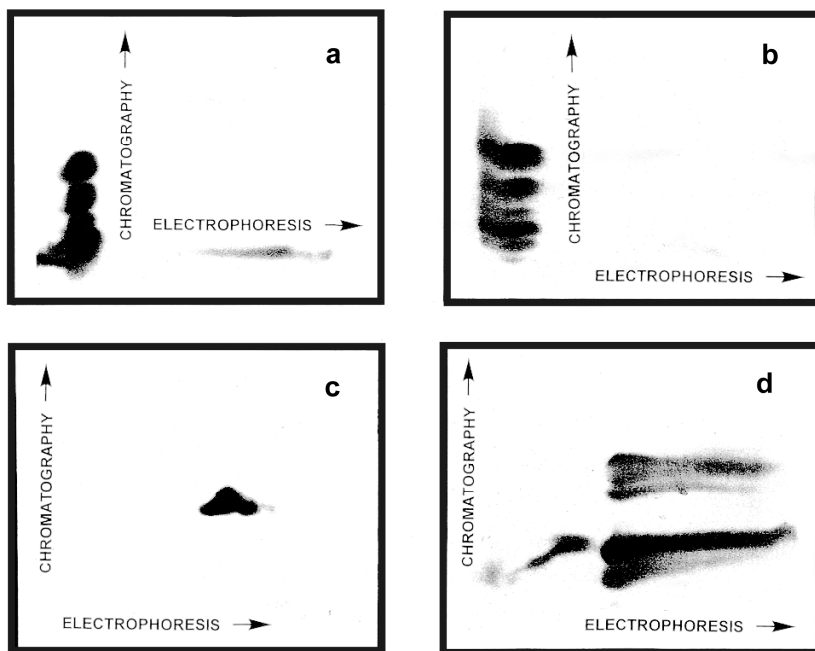 a
CHROMATOGRAPHY
ELECTROPHORESIS
b
CHROMATOGRAPHY
ELECTROPHORESIS
c
CHROMATOGRAPHY
ELECTROPHORESIS
d
CHROMATOGRAPHY
ELECTROPHORESIS